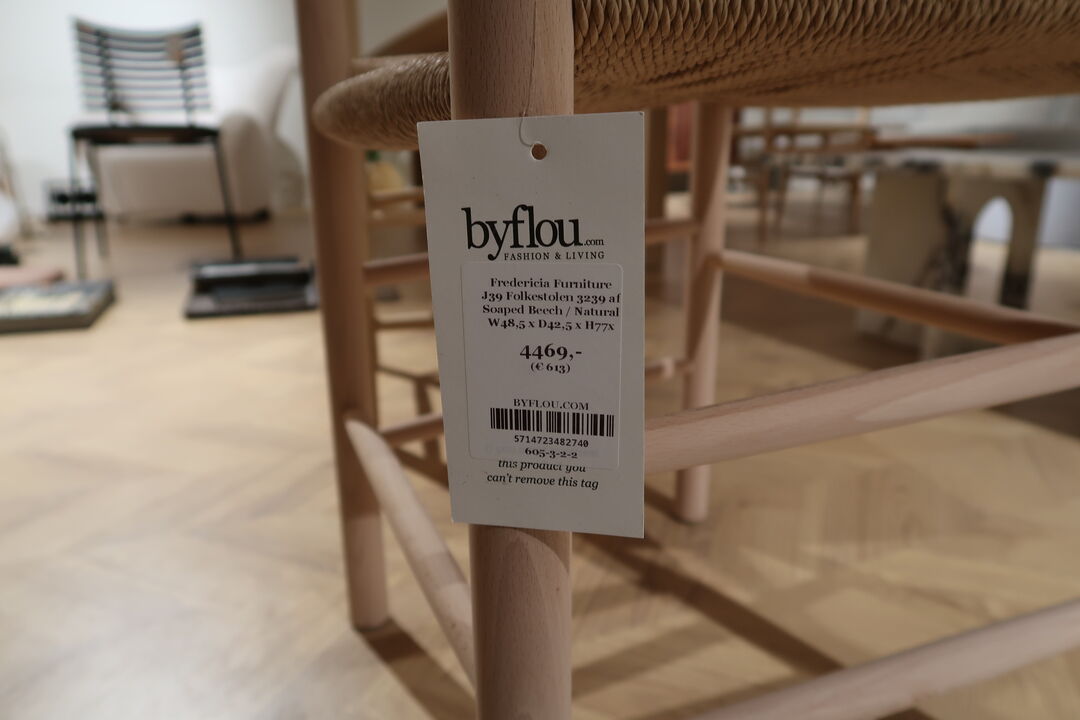 byflou.com
FASHION & LIVING
Fredericia Furniture
J39 Folkestolen 3239 af
Soaped Beech / Natural
W48,5 x D42,5 x H77x
4469,-
(€ 613)
BYFLOU.COM
5714723482740
605-3-2-2
this product you
can't remove this tag